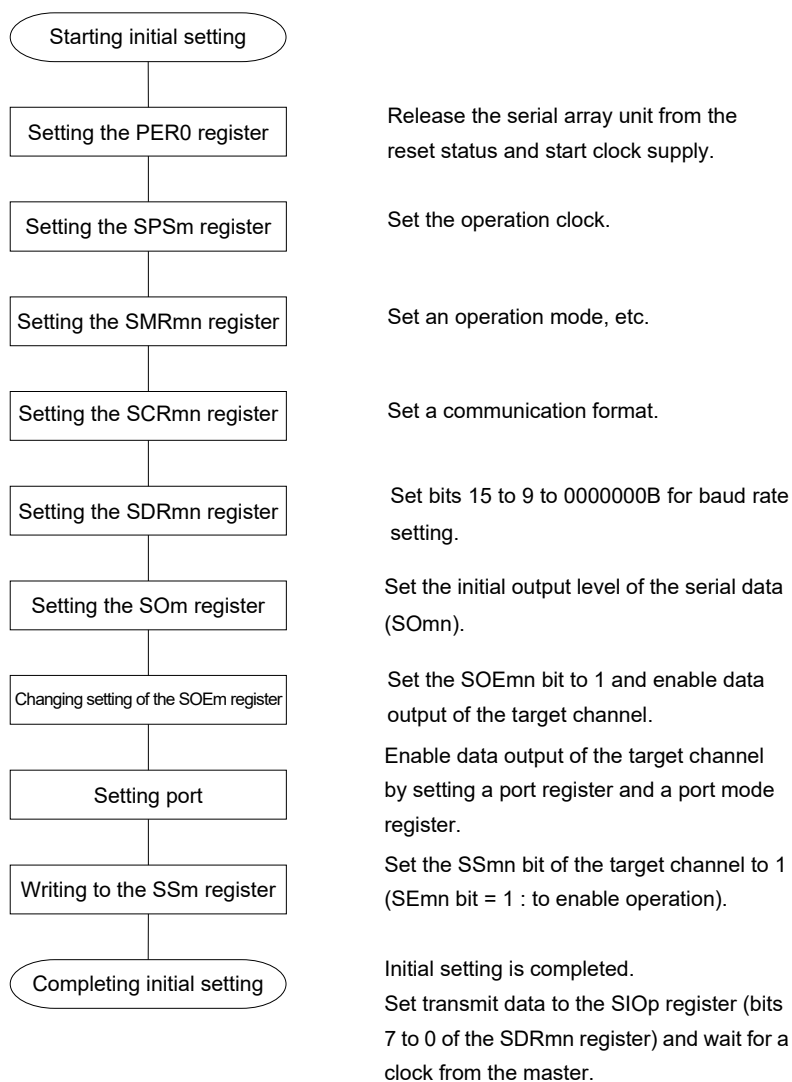 Starting initial setting
Setting the PER0 register
Release the serial array unit from the
reset status and start clock supply.
Setting the SPSm register
Set the operation clock.
Setting the SMRmn register
Set an operation mode, etc.
Setting the SCRmn register
Set a communication format.
Setting the SDRmn register
Set bits 15 to 9 to 0000000B for baud rate
setting.
Setting the SOm register
Set the initial output level of the serial data
(SOmn).
Changing setting of the SOEm register
Set the SOEmn bit to 1 and enable data
output of the target channel.
Setting port
Enable data output of the target channel
by setting a port register and a port mode
register.
Writing to the SSm register
Set the SSmn bit of the target channel to 1
(SEmn bit = 1 : to enable operation).
Completing initial setting
Initial setting is completed.
Set transmit data to the SIOp register (bits
7 to 0 of the SDRmn register) and wait for a
clock from the master.